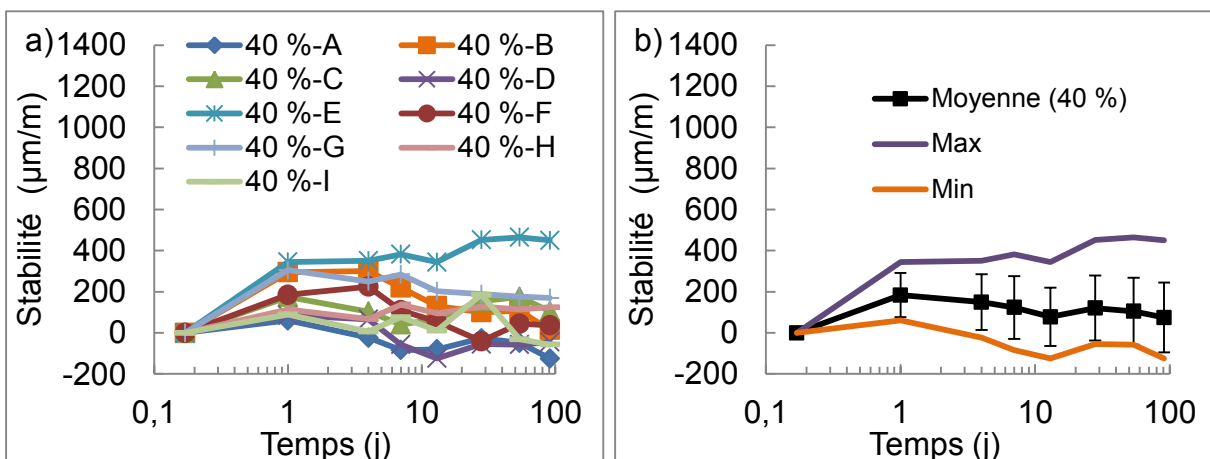 a)
1400
1200
1000
800
600
400
200
0
-200
Stabilité (µm/m)
40 %-A
40 %-B
40 %-C
40 %-D
40 %-E
40 %-F
40 %-G
40 %-H
40 %-I
0,1
1
10
100
Temps (j)
b)
1400
1200
1000
800
600
400
200
0
-200
Stabilité (µm/m)
Moyenne (40 %)
Max
Min
0,1
1
10
100
Temps (j)